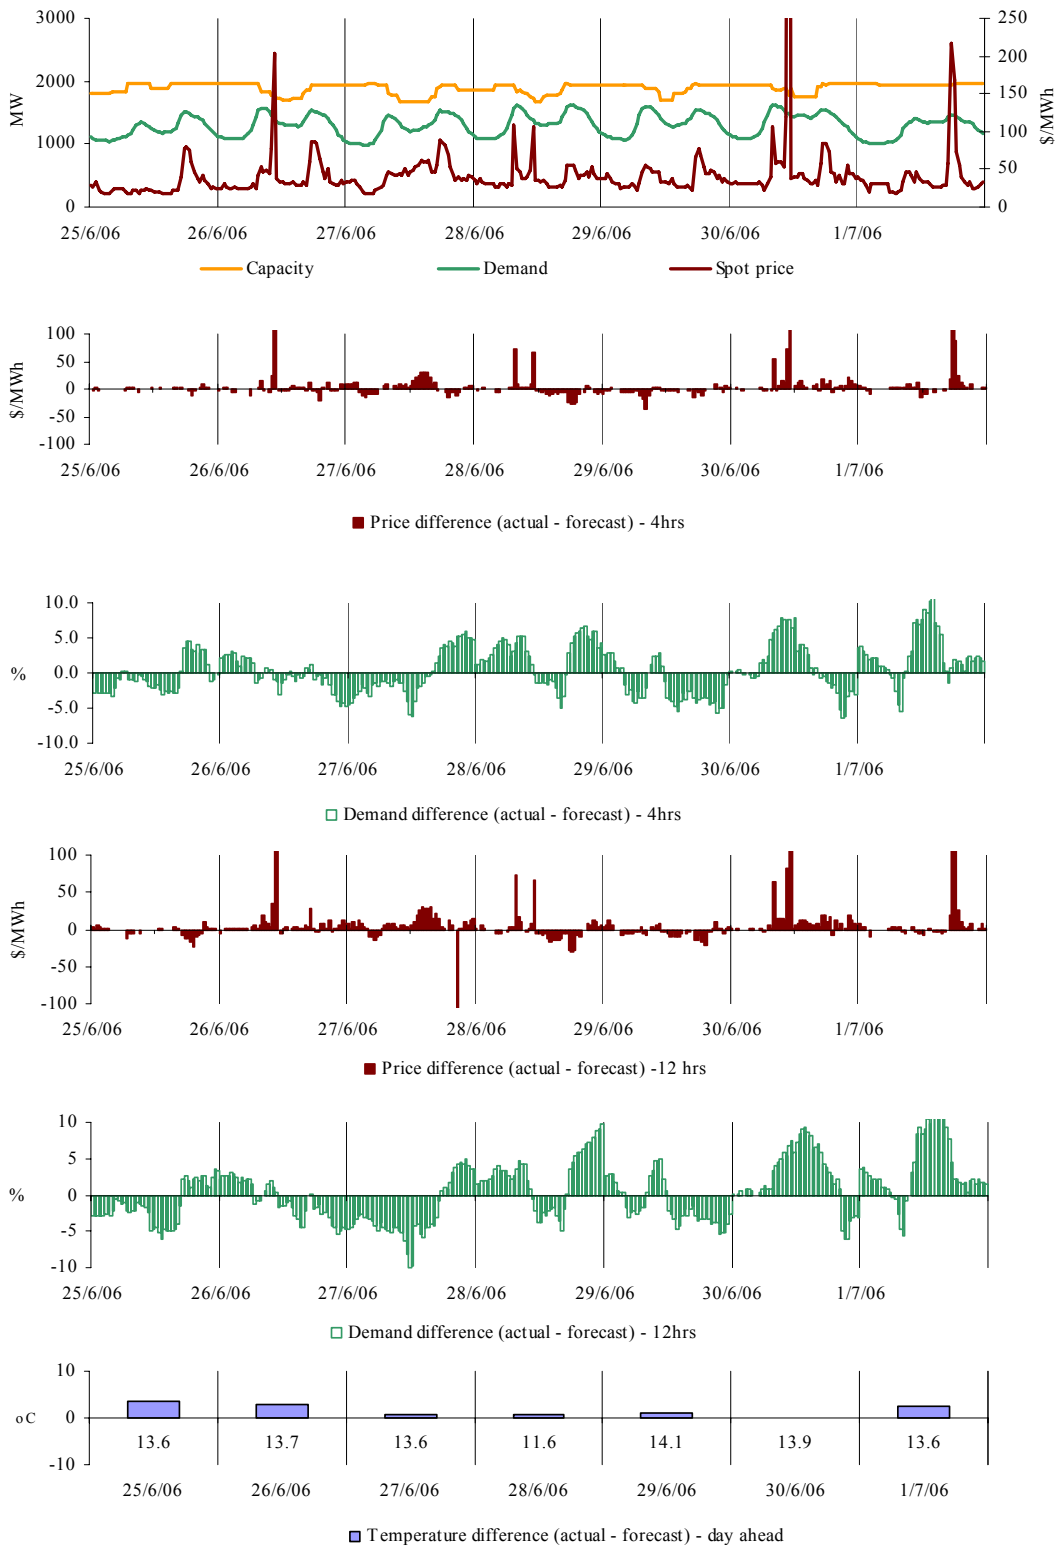 3000 250
200
2000 150
MW $/MWh
100
1000
50
0 0
25/6/06 26/6/06 27/6/06 28/6/06 29/6/06 30/6/06 1/7/06
Capacity Demand Spot price
100
50
$/MWh
0
-50
-100
25/6/06 26/6/06 27/6/06 28/6/06 29/6/06 30/6/06 1/7/06
Price difference (actual - forecast) - 4hrs
10.0
5.0
% 0.0
-5.0
-10.0
25/6/06 26/6/06 27/6/06 28/6/06 29/6/06 30/6/06 1/7/06
Demand difference (actual - forecast) - 4hrs
100
50
$/MWh
0
-50
-100
25/6/06 26/6/06 27/6/06 28/6/06 29/6/06 30/6/06 1/7/06
Price difference (actual - forecast) -12 hrs
10
5
% 0
-5
-10
25/6/06 26/6/06 27/6/06 28/6/06 29/6/06 30/6/06 1/7/06
Demand difference (actual - forecast) - 12hrs
10
oC 0
13.6 13.7 13.6 11.6 14.1 13.9 13.6
-10
25/6/06 26/6/06 27/6/06 28/6/06 29/6/06 30/6/06 1/7/06
Temperature difference (actual - forecast) - day ahead